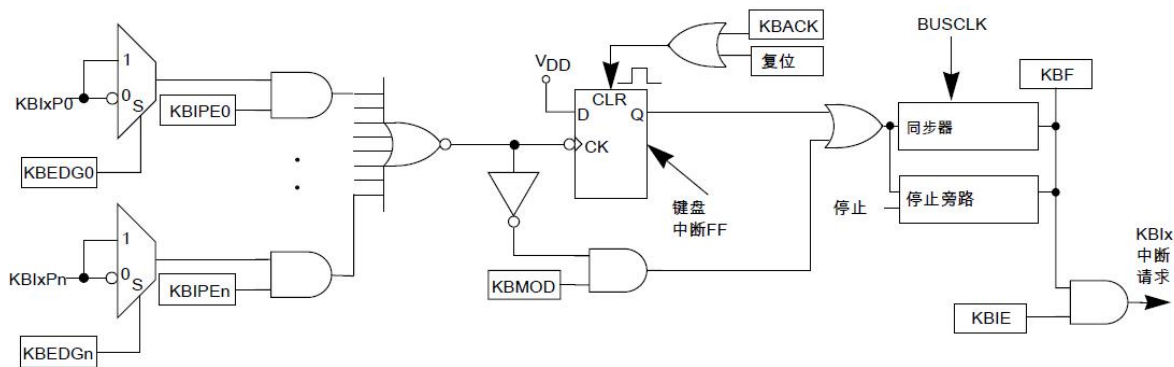 KBACK
复位
BUSCLK
KBF
VDD
CLR
D
Q
CK
1
0
S
KBIxP0
KBIPE0
KBEDG0
同步器
停止旁路
停止
键盘
中断FF
KBMOD
1
0
S
KBIxPn
KBIPEn
KBEDGn
KBIE
KBIx
中断
请求